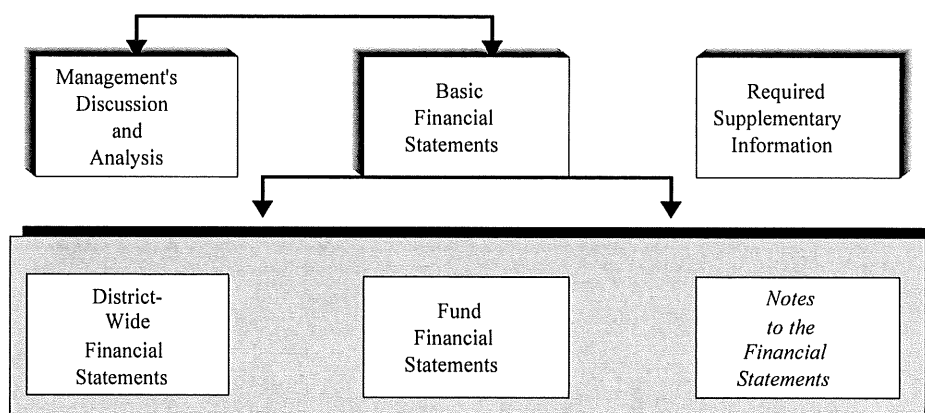 Management's
Discussion
and
Analysis
Basic
Financial
Statements
Required
Supplementary
Information
District-
Wide
Financial
Statements
Fund
Financial
Statements
Notes
to the
Financial
Statements